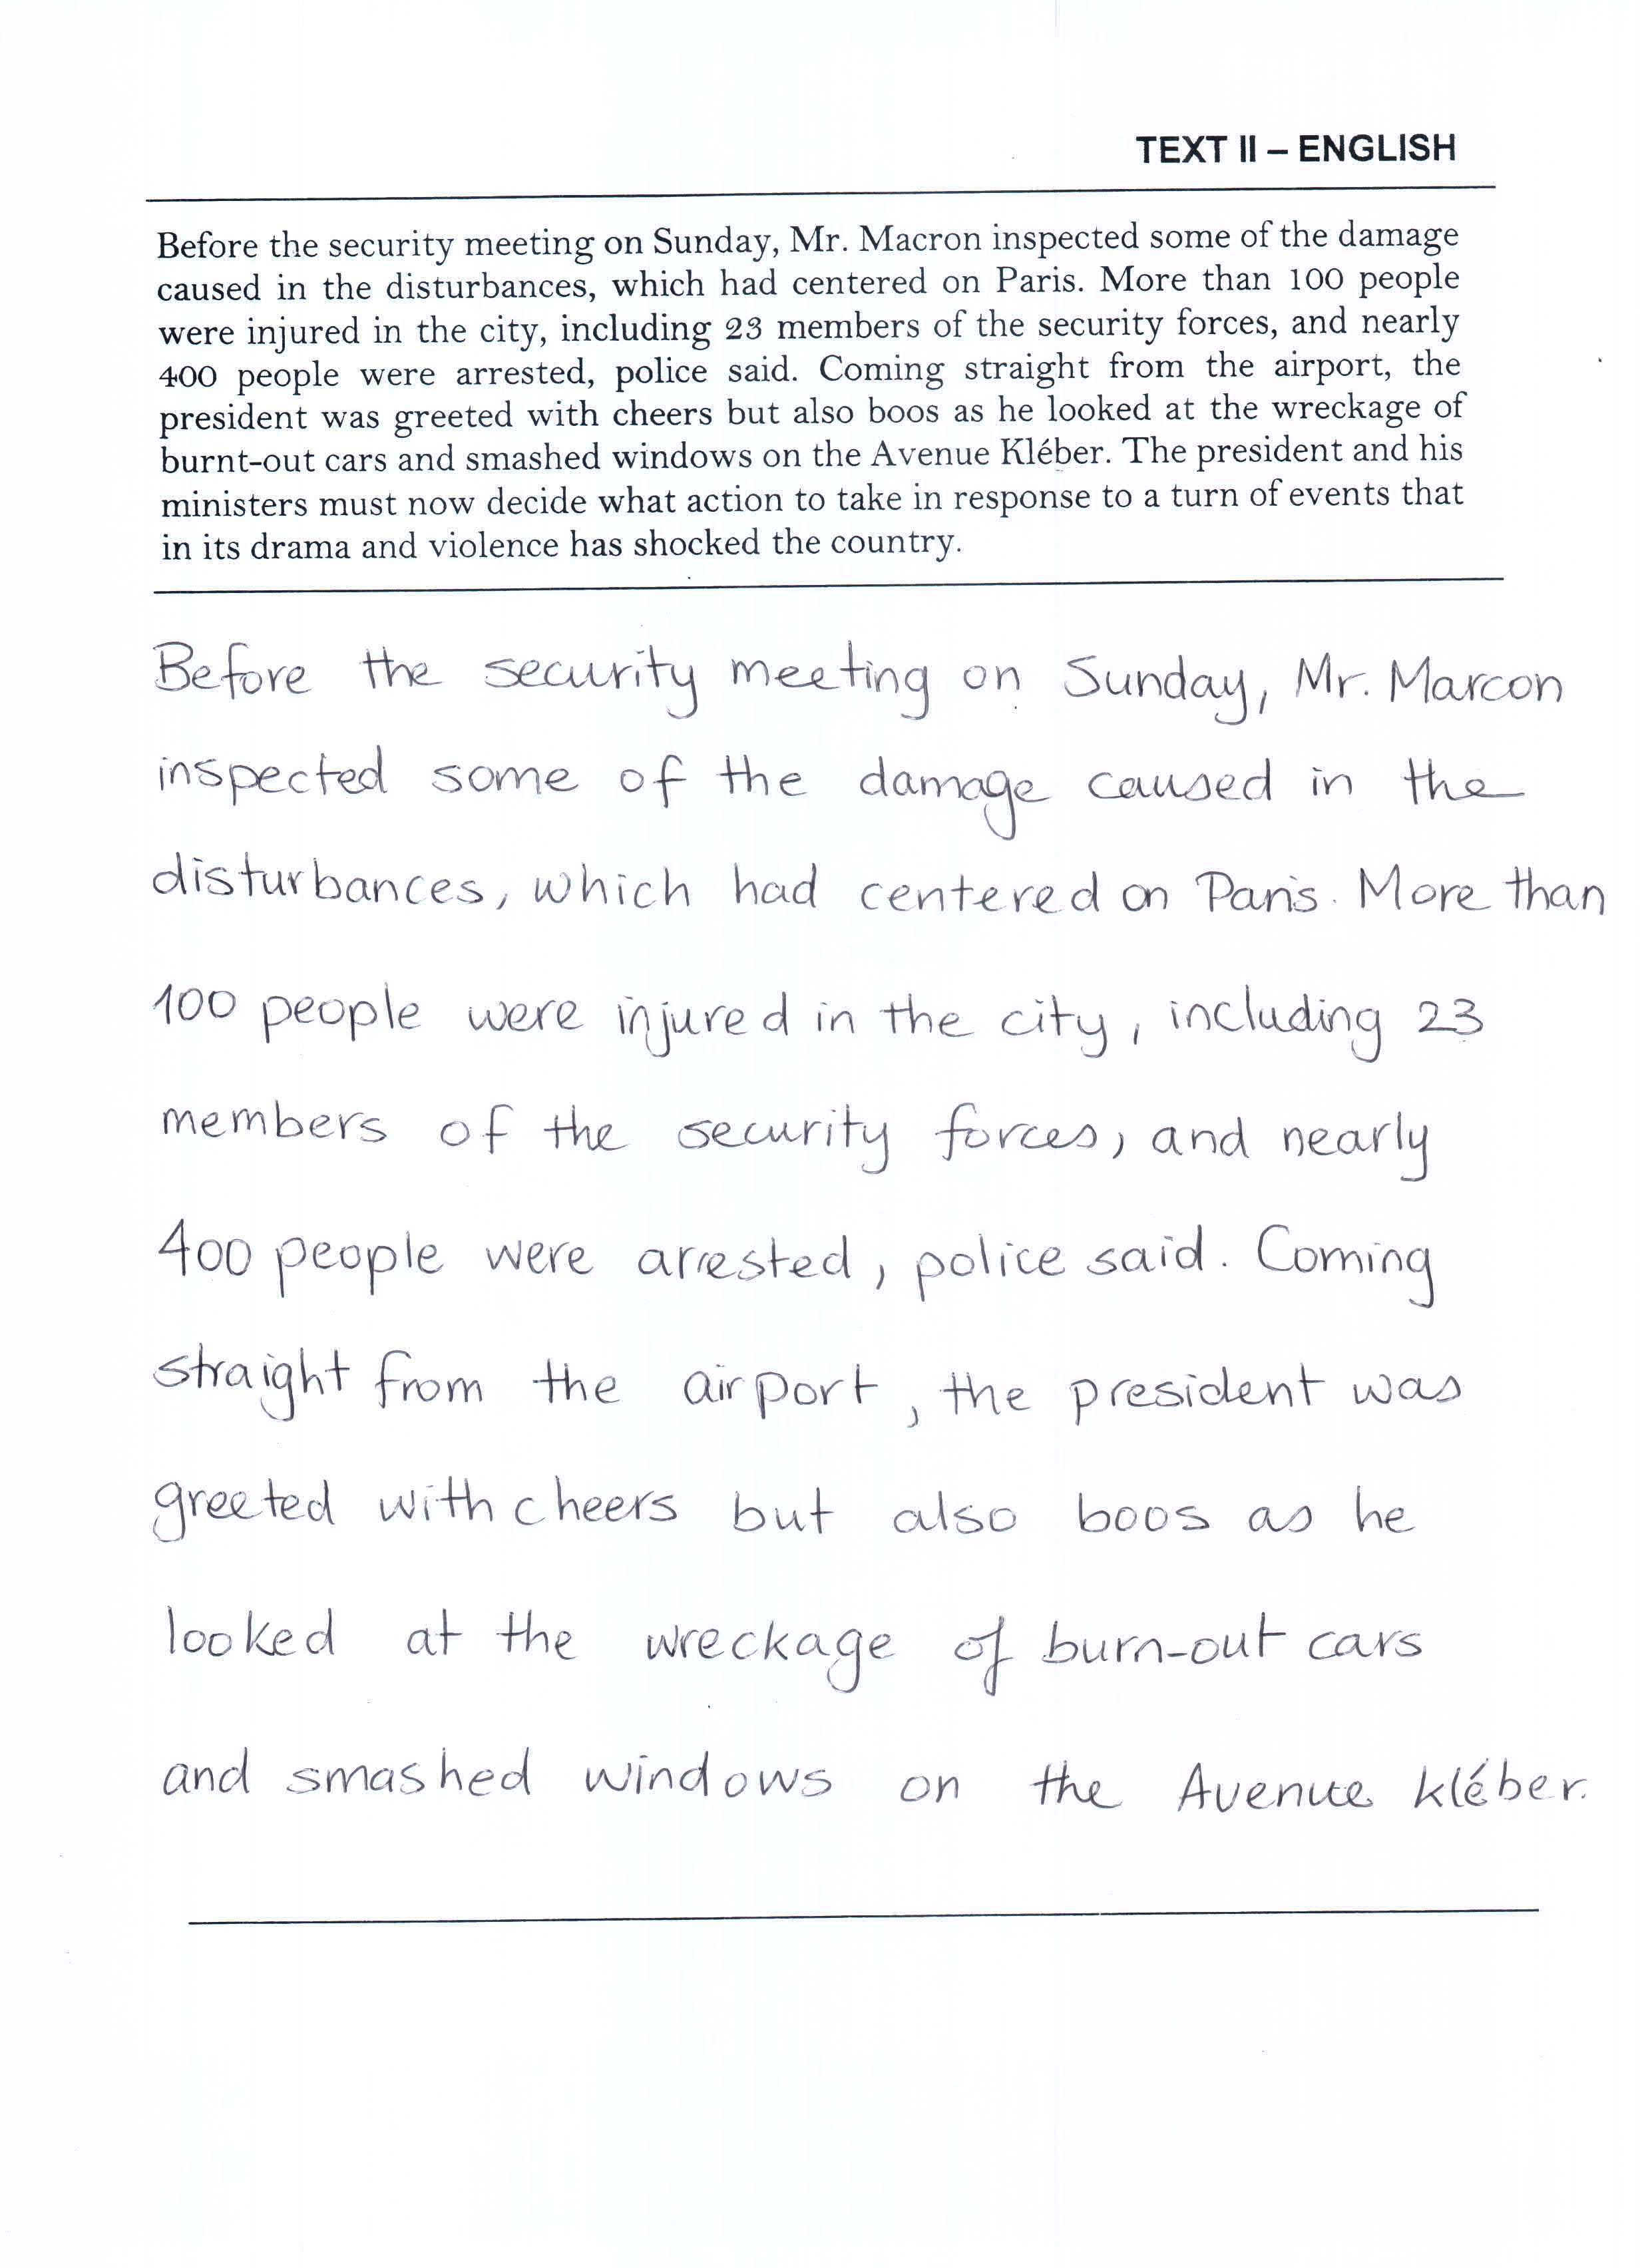 TEXT II – ENGLISH
Before the security meeting on Sunday, Mr. Macron inspected some of the damage
caused in the disturbances, which had centered on Paris. More than 100 people
were injured in the city, including 23 members of the security forces, and nearly
400 people were arrested, police said. Coming straight from the airport, the
president was greeted with cheers but also boos as he looked at the wreckage of
burnt-out cars and smashed windows on the Avenue Kléber. The president and his
ministers must now decide what action to take in response to a turn of events that
in its drama and violence has shocked the country.
Before the security meeting on Sunday, Mr. Marcon
inspected some of the damage caused in the
disturbances, which had centered on Paris. More than
100 people were injured in the city, including 23
members of the security forces, and nearly
400 people were arrested, police said. Coming
straight from the airport, the president was
greeted with cheers but also boos as he
looked at the wreckage of burn-out cars
and smashed windows on the Avenue kléber.